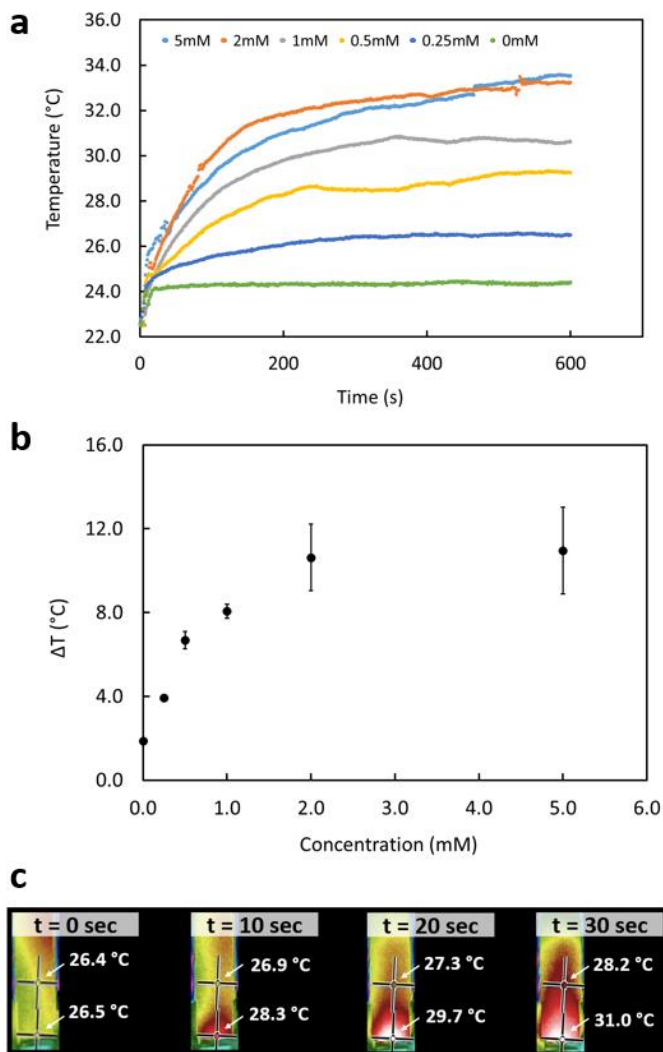 a
5mM 2mM 1mM 0.5mM 0.25mM 0mM
34.0
32.0
30.0
28.0
26.0
24.0
22.0
Temperature (°C)
0 200 400 600
Time (s)
b
16.0
12.0
8.0
4.0
0.0
ΔT (°C)
0.0 1.0 2.0 3.0 4.0 5.0 6.0
Concentration (mM)
c
t = 0 sec t = 10 sec t = 20 sec t = 30 sec
26.4 °C 26.9 °C 27.3 °C 28.2 °C
26.5 °C 28.3 °C 29.7 °C 31.0 °C